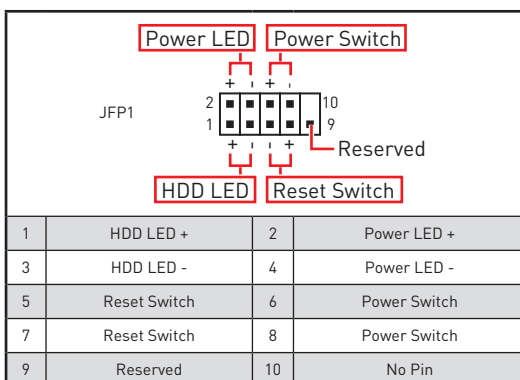 Power LED Power Switch
+ - + -
JFP1
2 10
1 9
+ - - +
Reserved
HDD LED Reset Switch
1 HDD LED + 2 Power LED +
3 HDD LED - 4 Power LED -
5 Reset Switch 6 Power Switch
7 Reset Switch 8 Power Switch
9 Reserved 10 No Pin